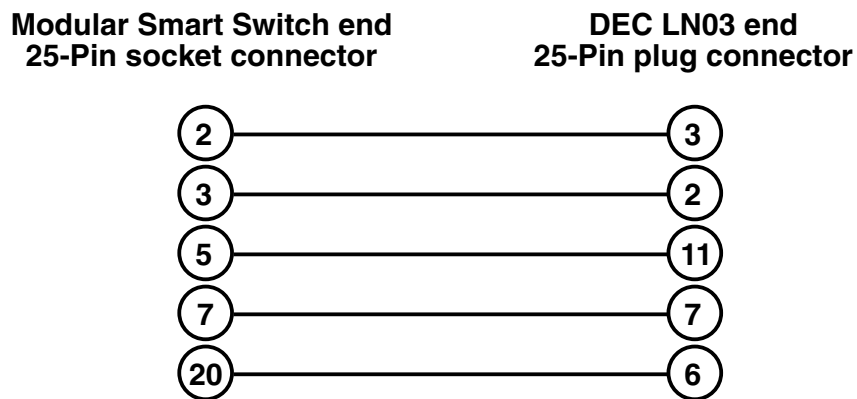 Modular Smart Switch end
25-Pin socket connector
DEC LN03 end
25-Pin plug connector
2 3
3 2
5 11
7 7
20 6